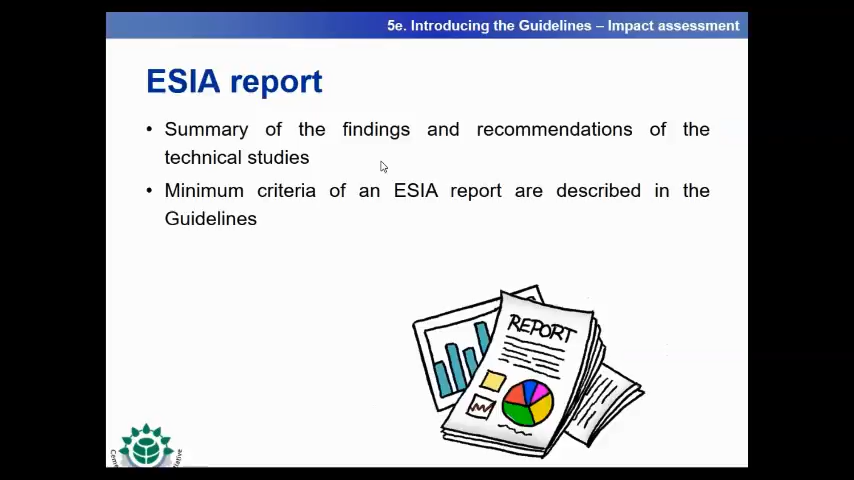 5e. Introducing the Guidelines – Impact assessment
ESIA report
• Summary of the findings and recommendations of the
technical studies
• Minimum criteria of an ESIA report are described in the
Guidelines
REPORT